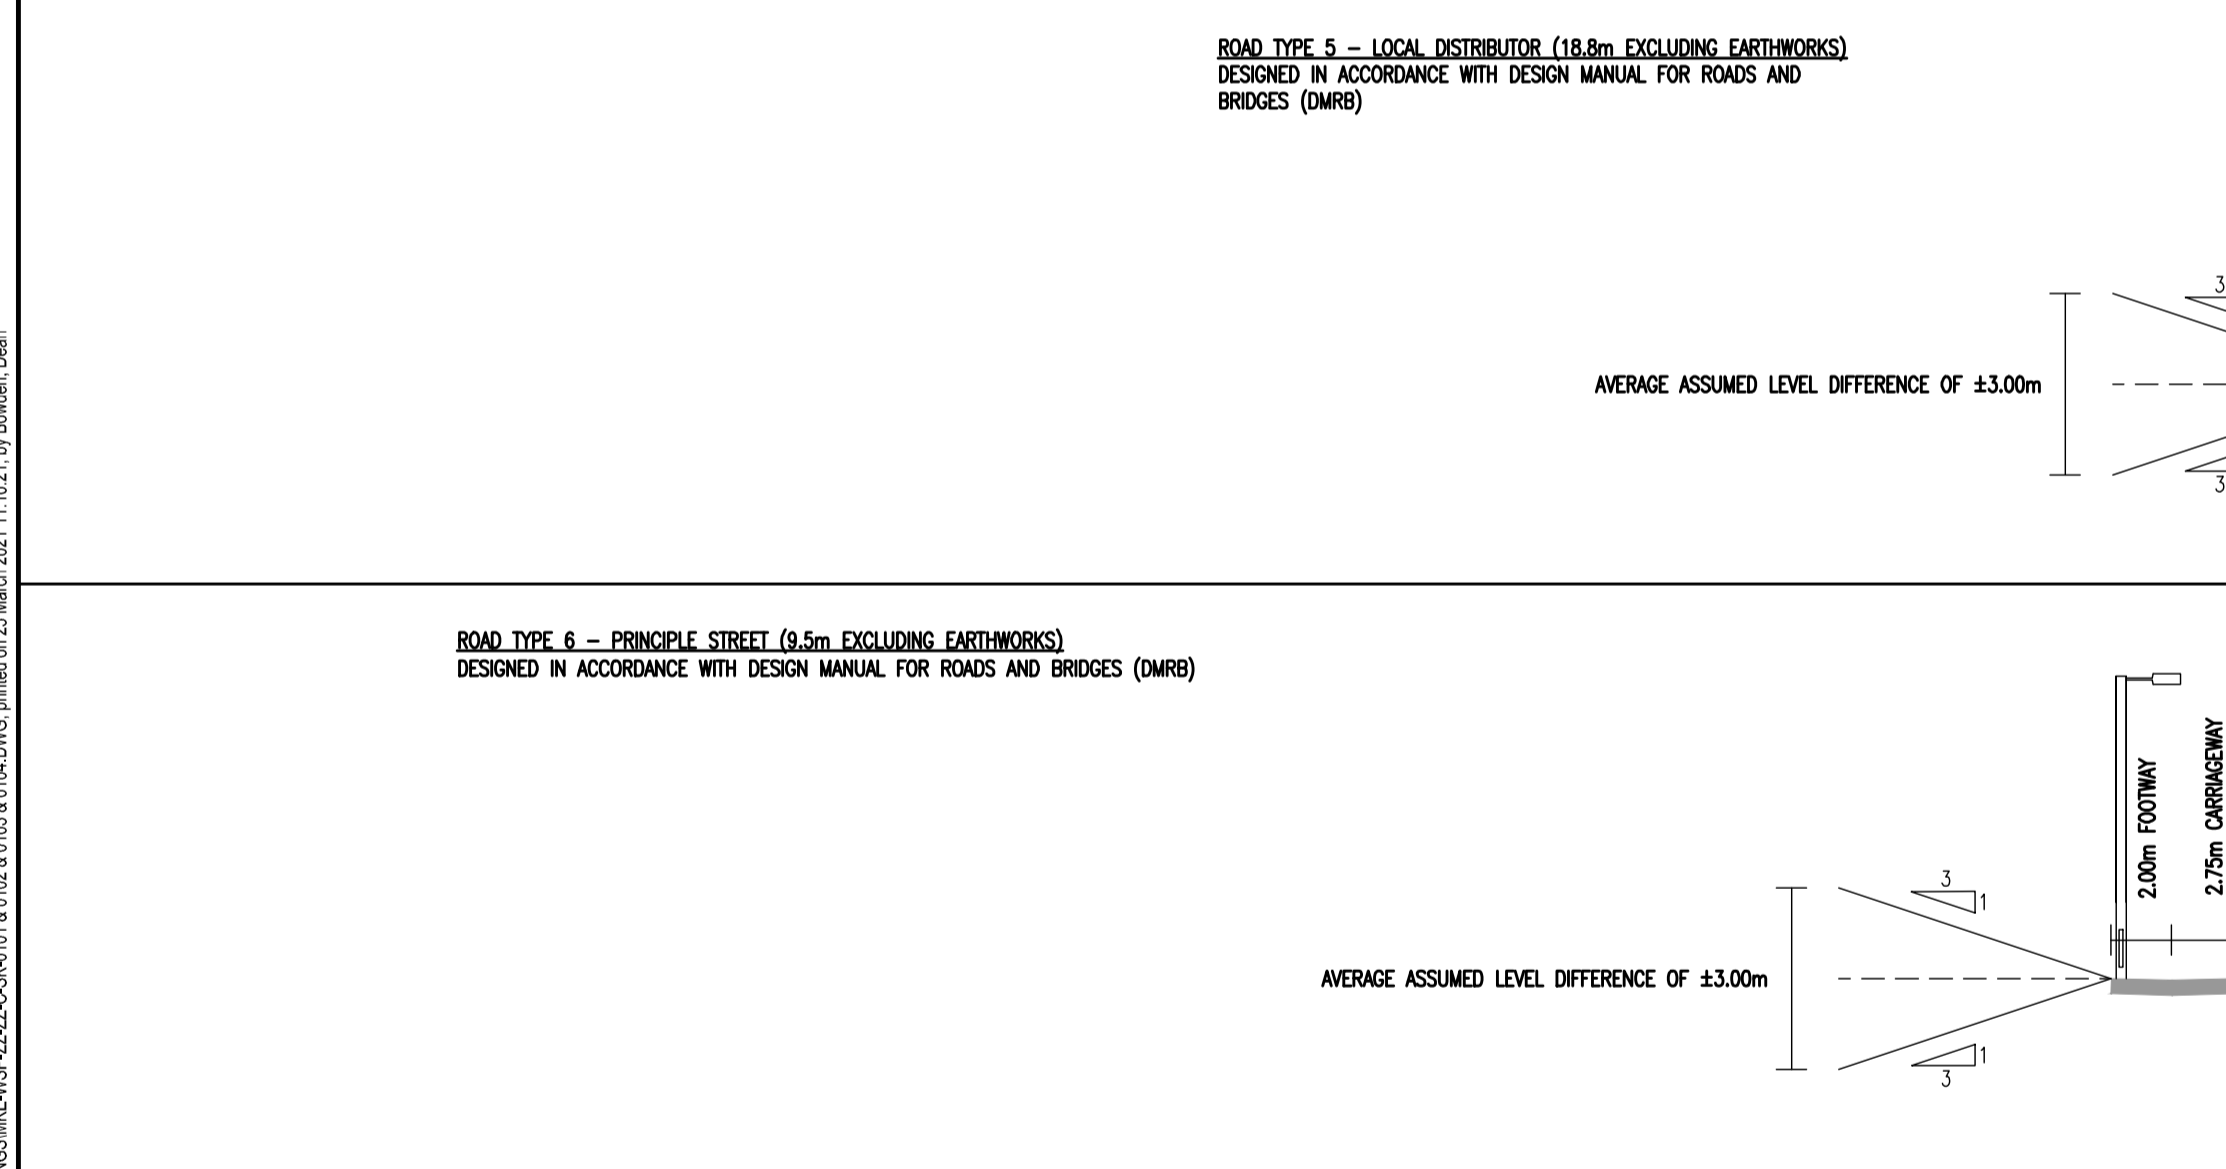 ROAD TYPE 5 – LOCAL DISTRIBUTOR (18.8m EXCLUDING EARTHWORKS)
DESIGNED IN ACCORDANCE WITH DESIGN MANUAL FOR ROADS AND
BRIDGES (DMRB)
3
AVERAGE ASSUMED LEVEL DIFFERENCE OF ±3.00m
3
ROAD TYPE 6 – PRINCIPLE STREET (9.5m EXCLUDING EARTHWORKS)
DESIGNED IN ACCORDANCE WITH DESIGN MANUAL FOR ROADS AND BRIDGES (DMRB)
2.00m FOOTWAY
2.75m CARRIAGEWAY
3
1
AVERAGE ASSUMED LEVEL DIFFERENCE OF ±3.00m
1
3